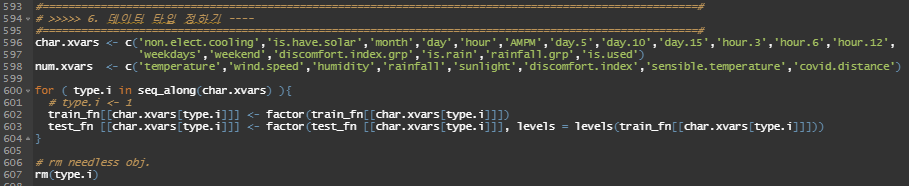 593 #=====================================================================================#
594 # >>>>> 6. 데이터 타입 정하기 ----
595 #=====================================================================================#
596 char.xvars <- c('non.elect.cooling','is.have.solar','month','day','hour','AMPM','day.5','day.10','day.15','hour.3','hour.6','hour.12',
597 'weekdays','weekend','discomfort.index.grp','is.rain','rainfall.grp','is.used')
598 num.xvars <- c('temperature','wind.speed','humidity','rainfall','sunlight','discomfort.index','sensible.temperature','covid.distance')
599
600 for ( type.i in seq_along(char.xvars) ){
601 # type.i <- 1
602 train_fn[[char.xvars[type.i]]] <- factor(train_fn[[char.xvars[type.i]]])
603 test_fn [[char.xvars[type.i]]] <- factor(test_fn [[char.xvars[type.i]]], levels = levels(train_fn[[char.xvars[type.i]]]))
604 }
605
606 # rm needless obj.
607 rm(type.i)